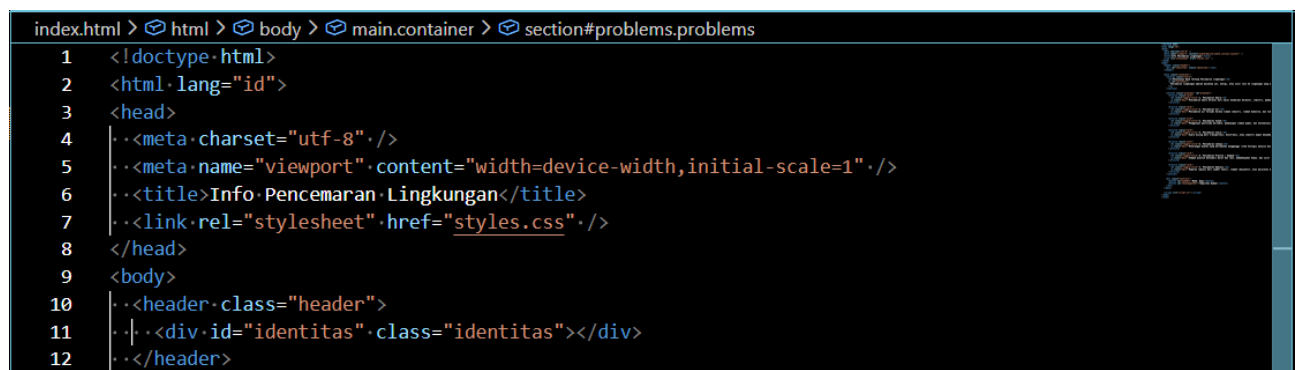 index.html > html > body > main.container > section#problems.problems
1 <!doctype html>
2 <html lang="id">
3 <head>
4   <meta charset="utf-8" />
5   <meta name="viewport" content="width=device-width,initial-scale=1" />
6   <title>Info Pencemaran Lingkungan</title>
7   <link rel="stylesheet" href="styles.css" />
8 </head>
9 <body>
10   <header class="header">
11     <div id="identitas" class="identitas"></div>
12   </header>